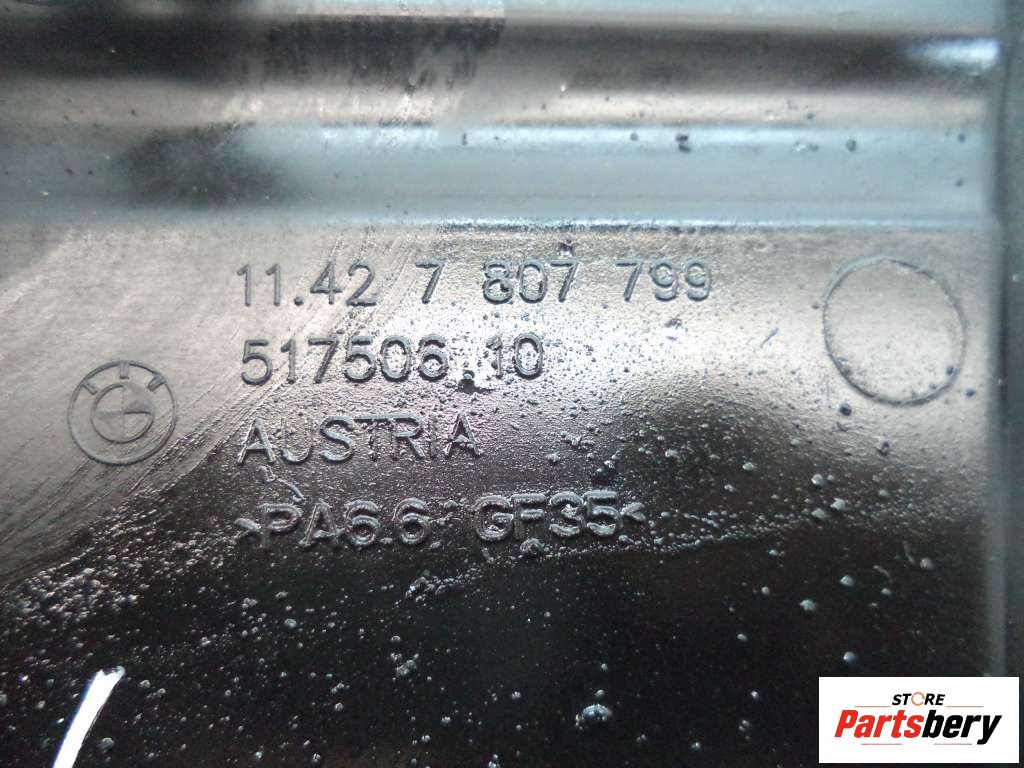 11.42 7 807 799
517506 10
AUSTRIA
>PA6.6 GF35<
STORE
Partsbery